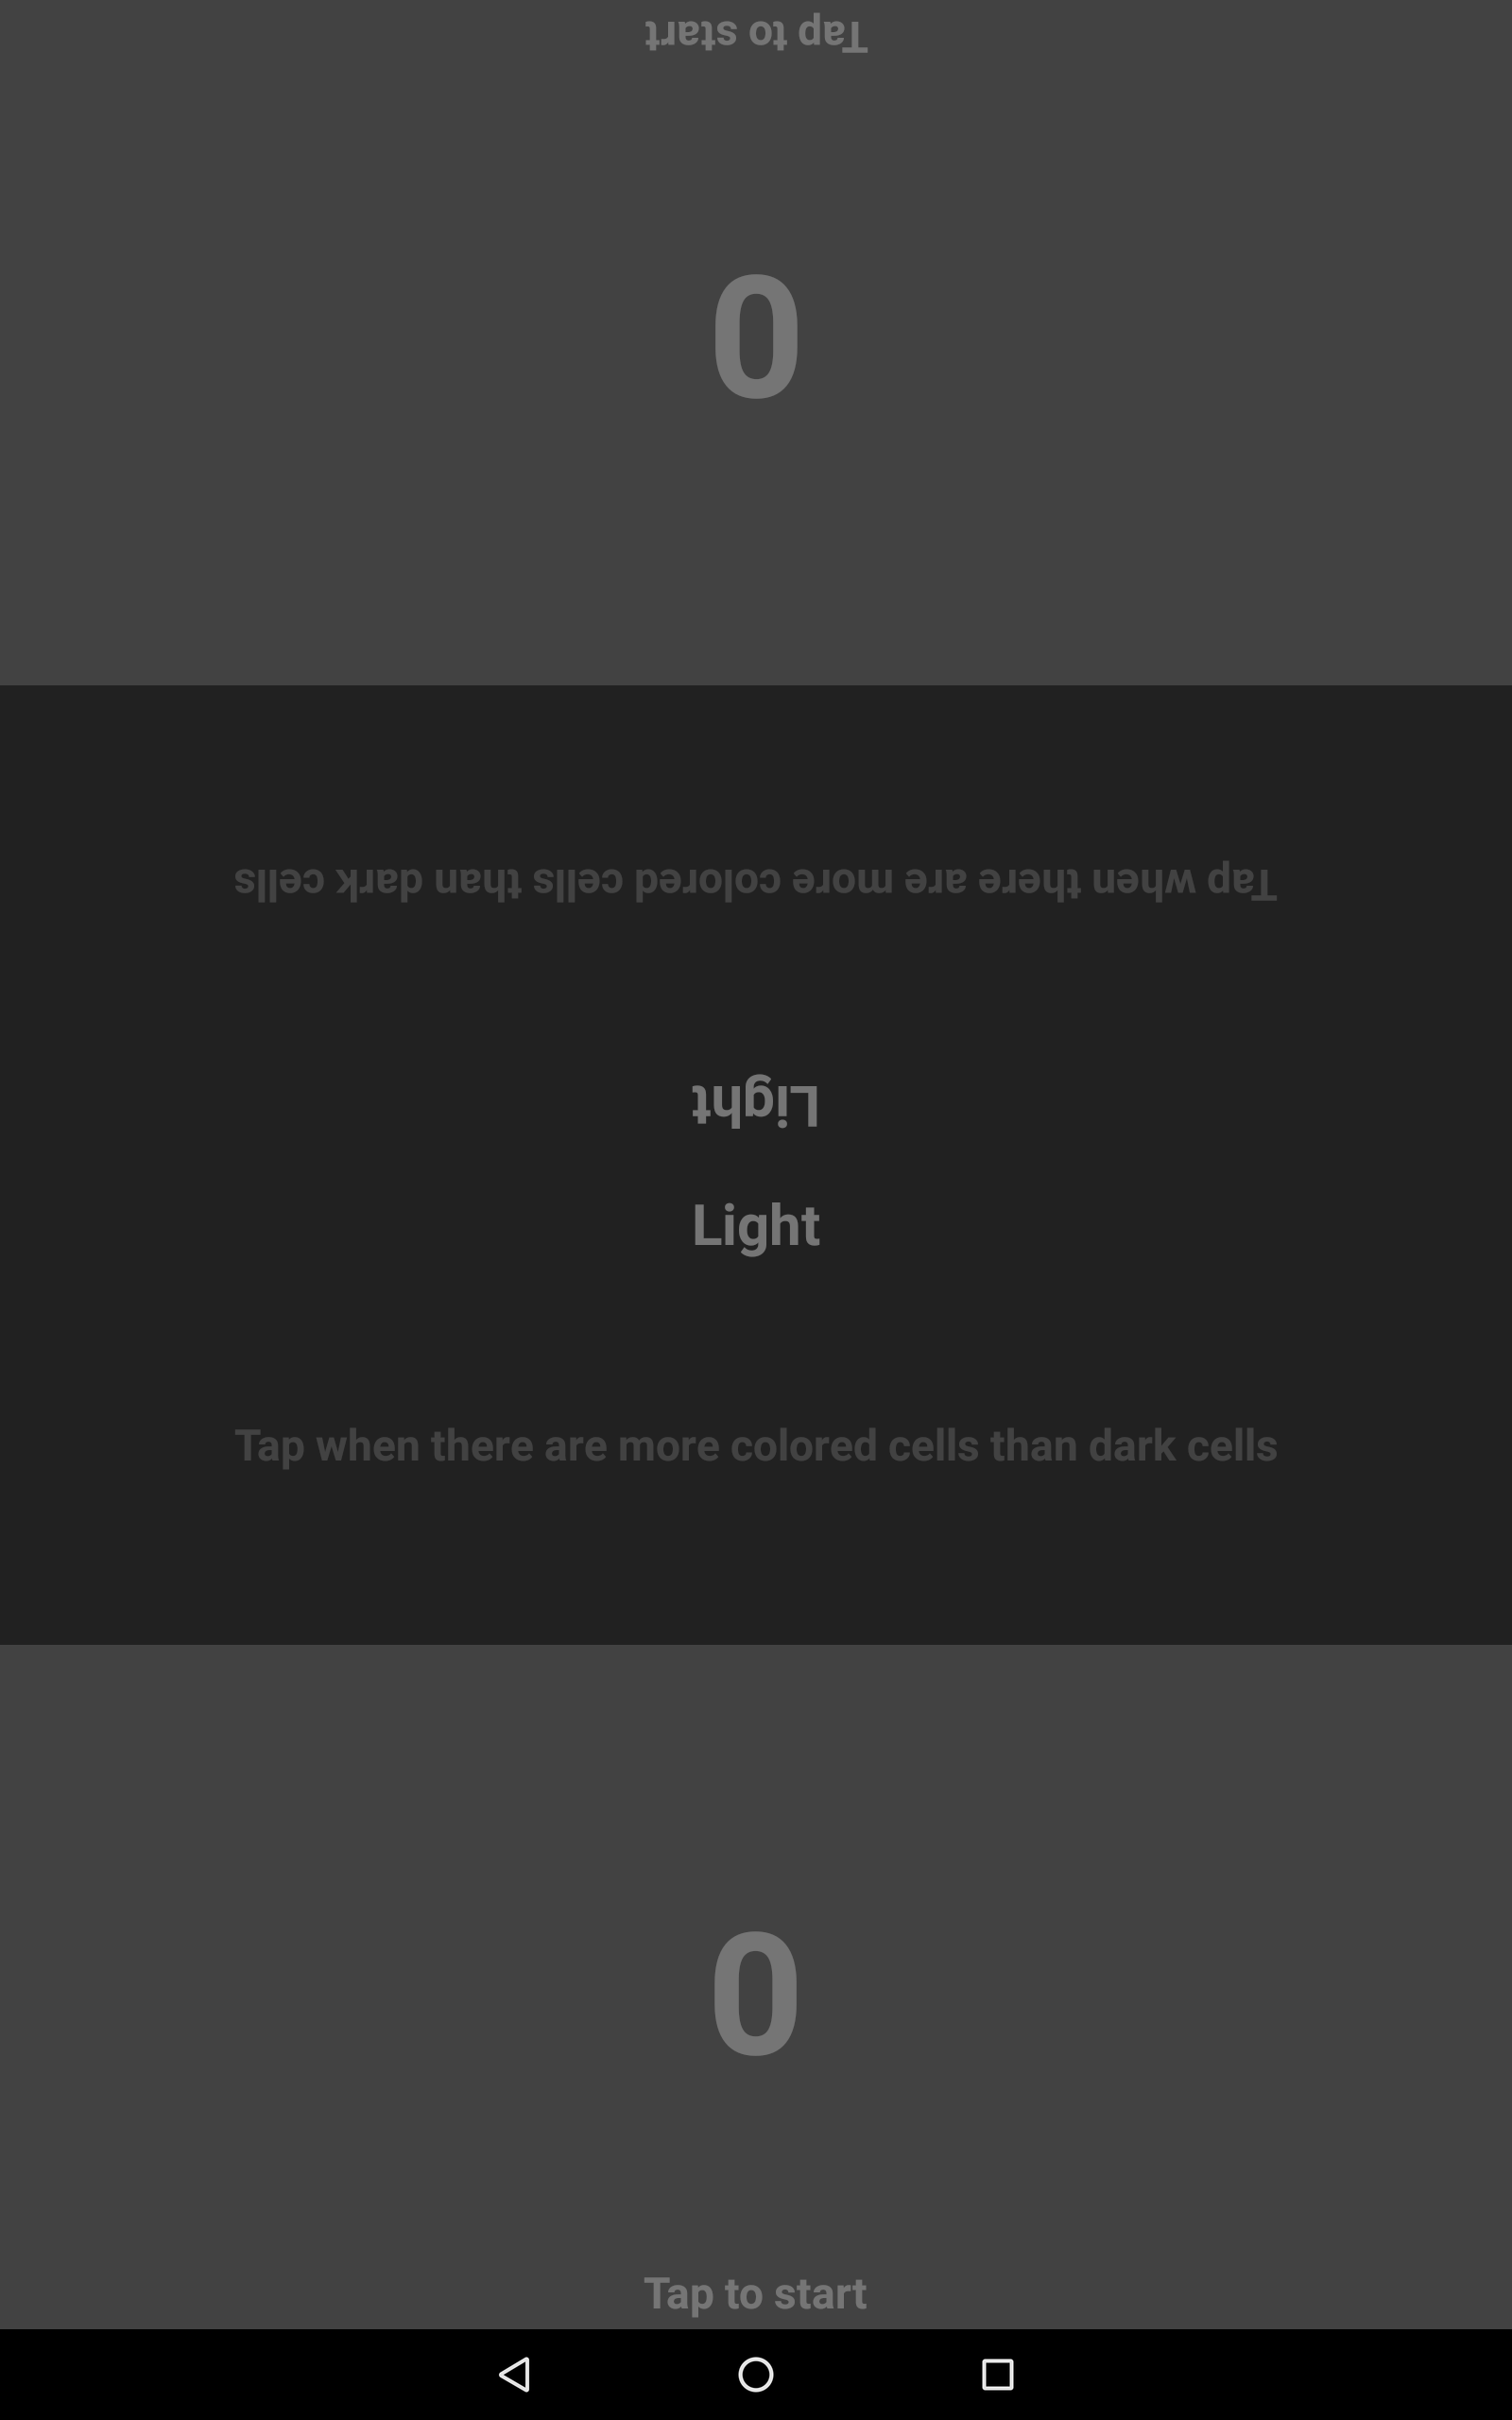 Tap to start
0
Tap when there are more colored cells than dark cells
Light
Light
Tap when there are more colored cells than dark cells
0
Tap to start